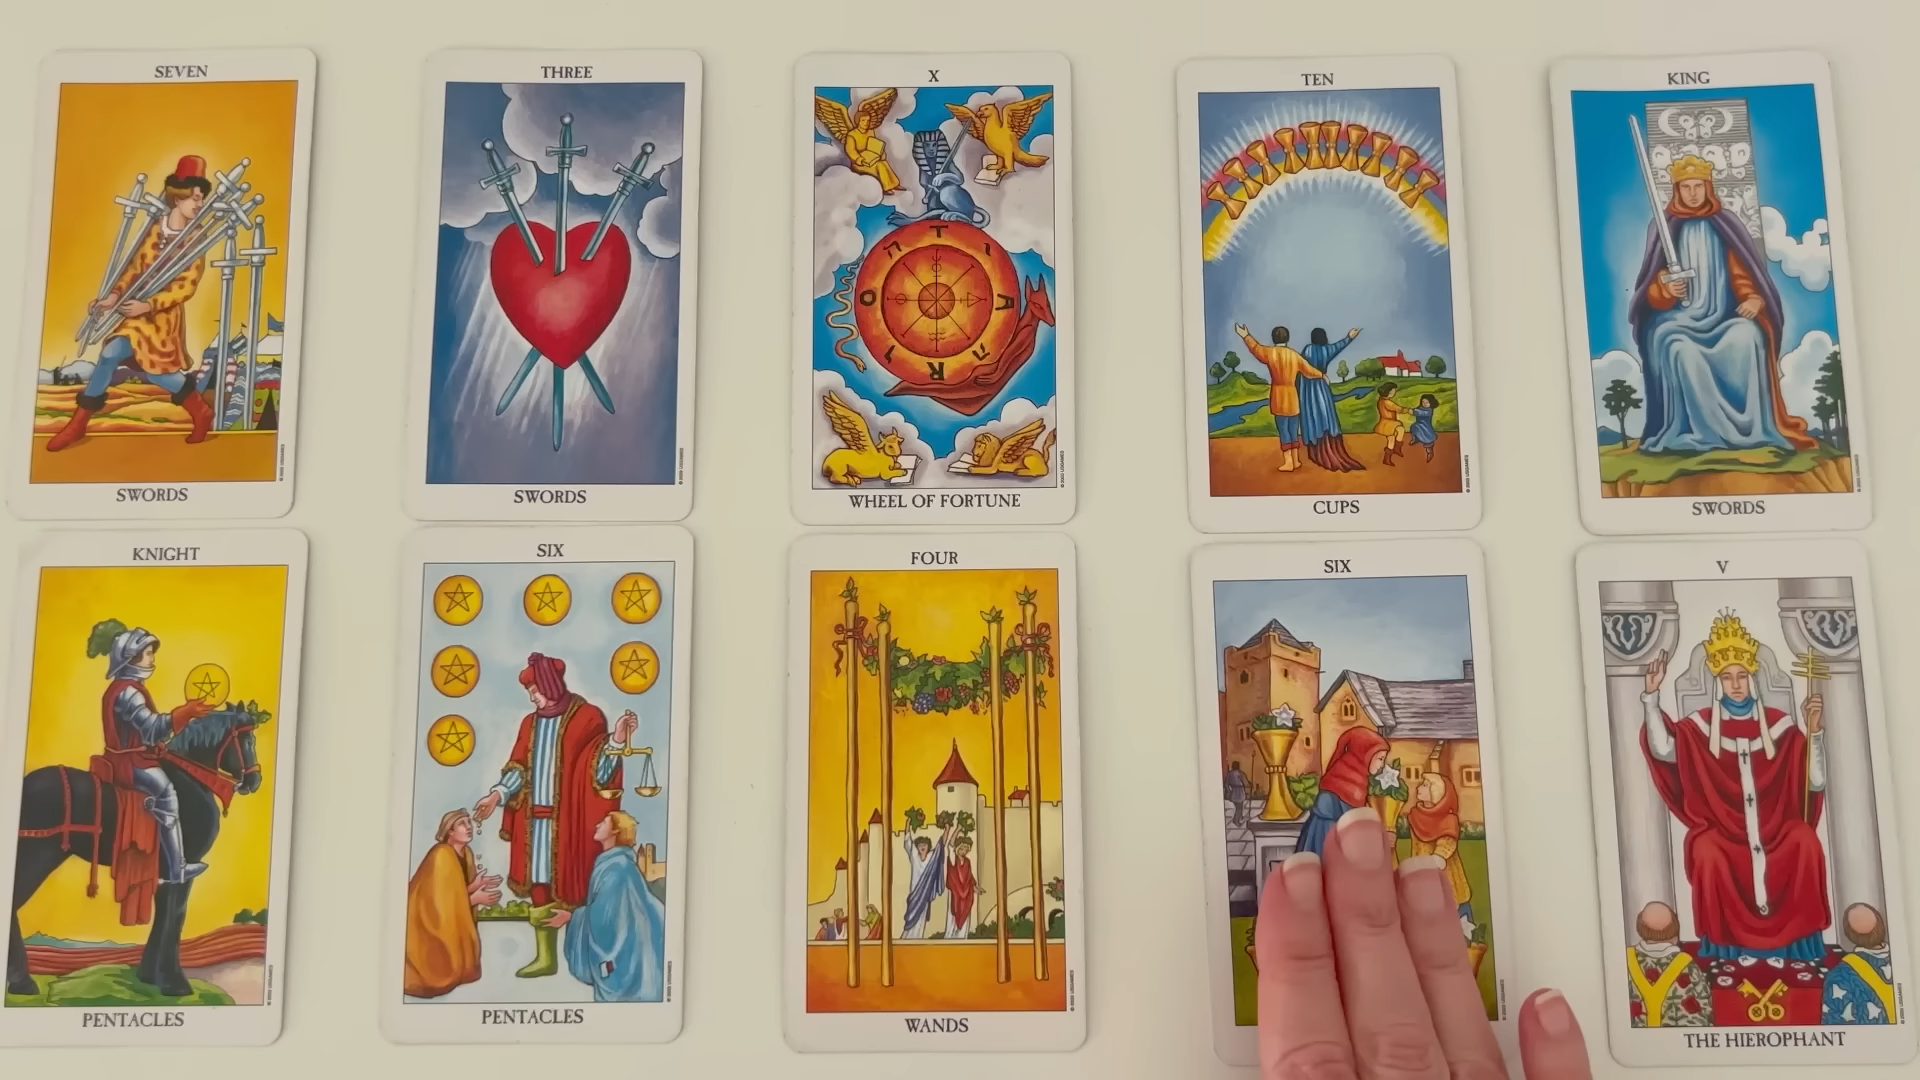 SEVEN
SWORDS
THREE
SWORDS
X
WHEEL OF FORTUNE
TEN
CUPS
KING
SWORDS
KNIGHT
PENTACLES
SIX
PENTACLES
FOUR
WANDS
SIX
V
THE HIEROPHANT